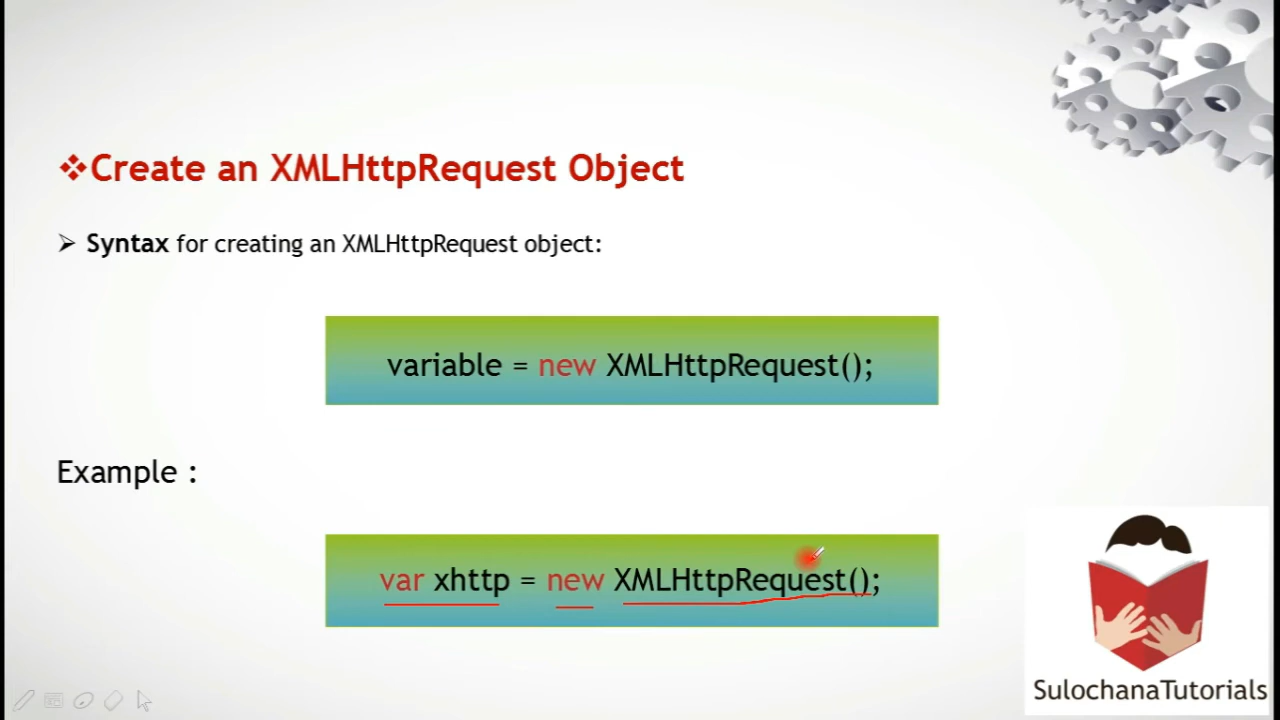 ❖Create an XMLHttpRequest Object
➢ Syntax for creating an XMLHttpRequest object:
variable = new XMLHttpRequest();
Example :
var xhttp = new XMLHttpRequest();
SulochanaTutorials